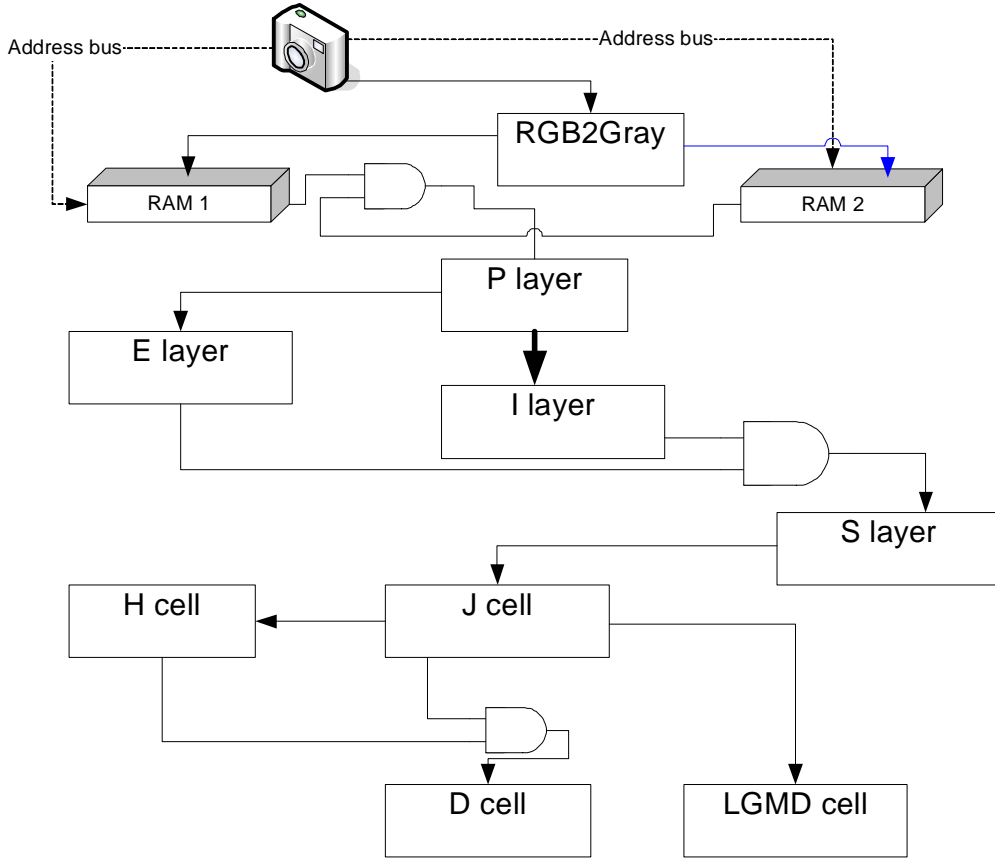 Address bus
Address bus
RGB2Gray
RAM 1
RAM 2
P layer
E layer
I layer
S layer
H cell
J cell
D cell
LGMD cell